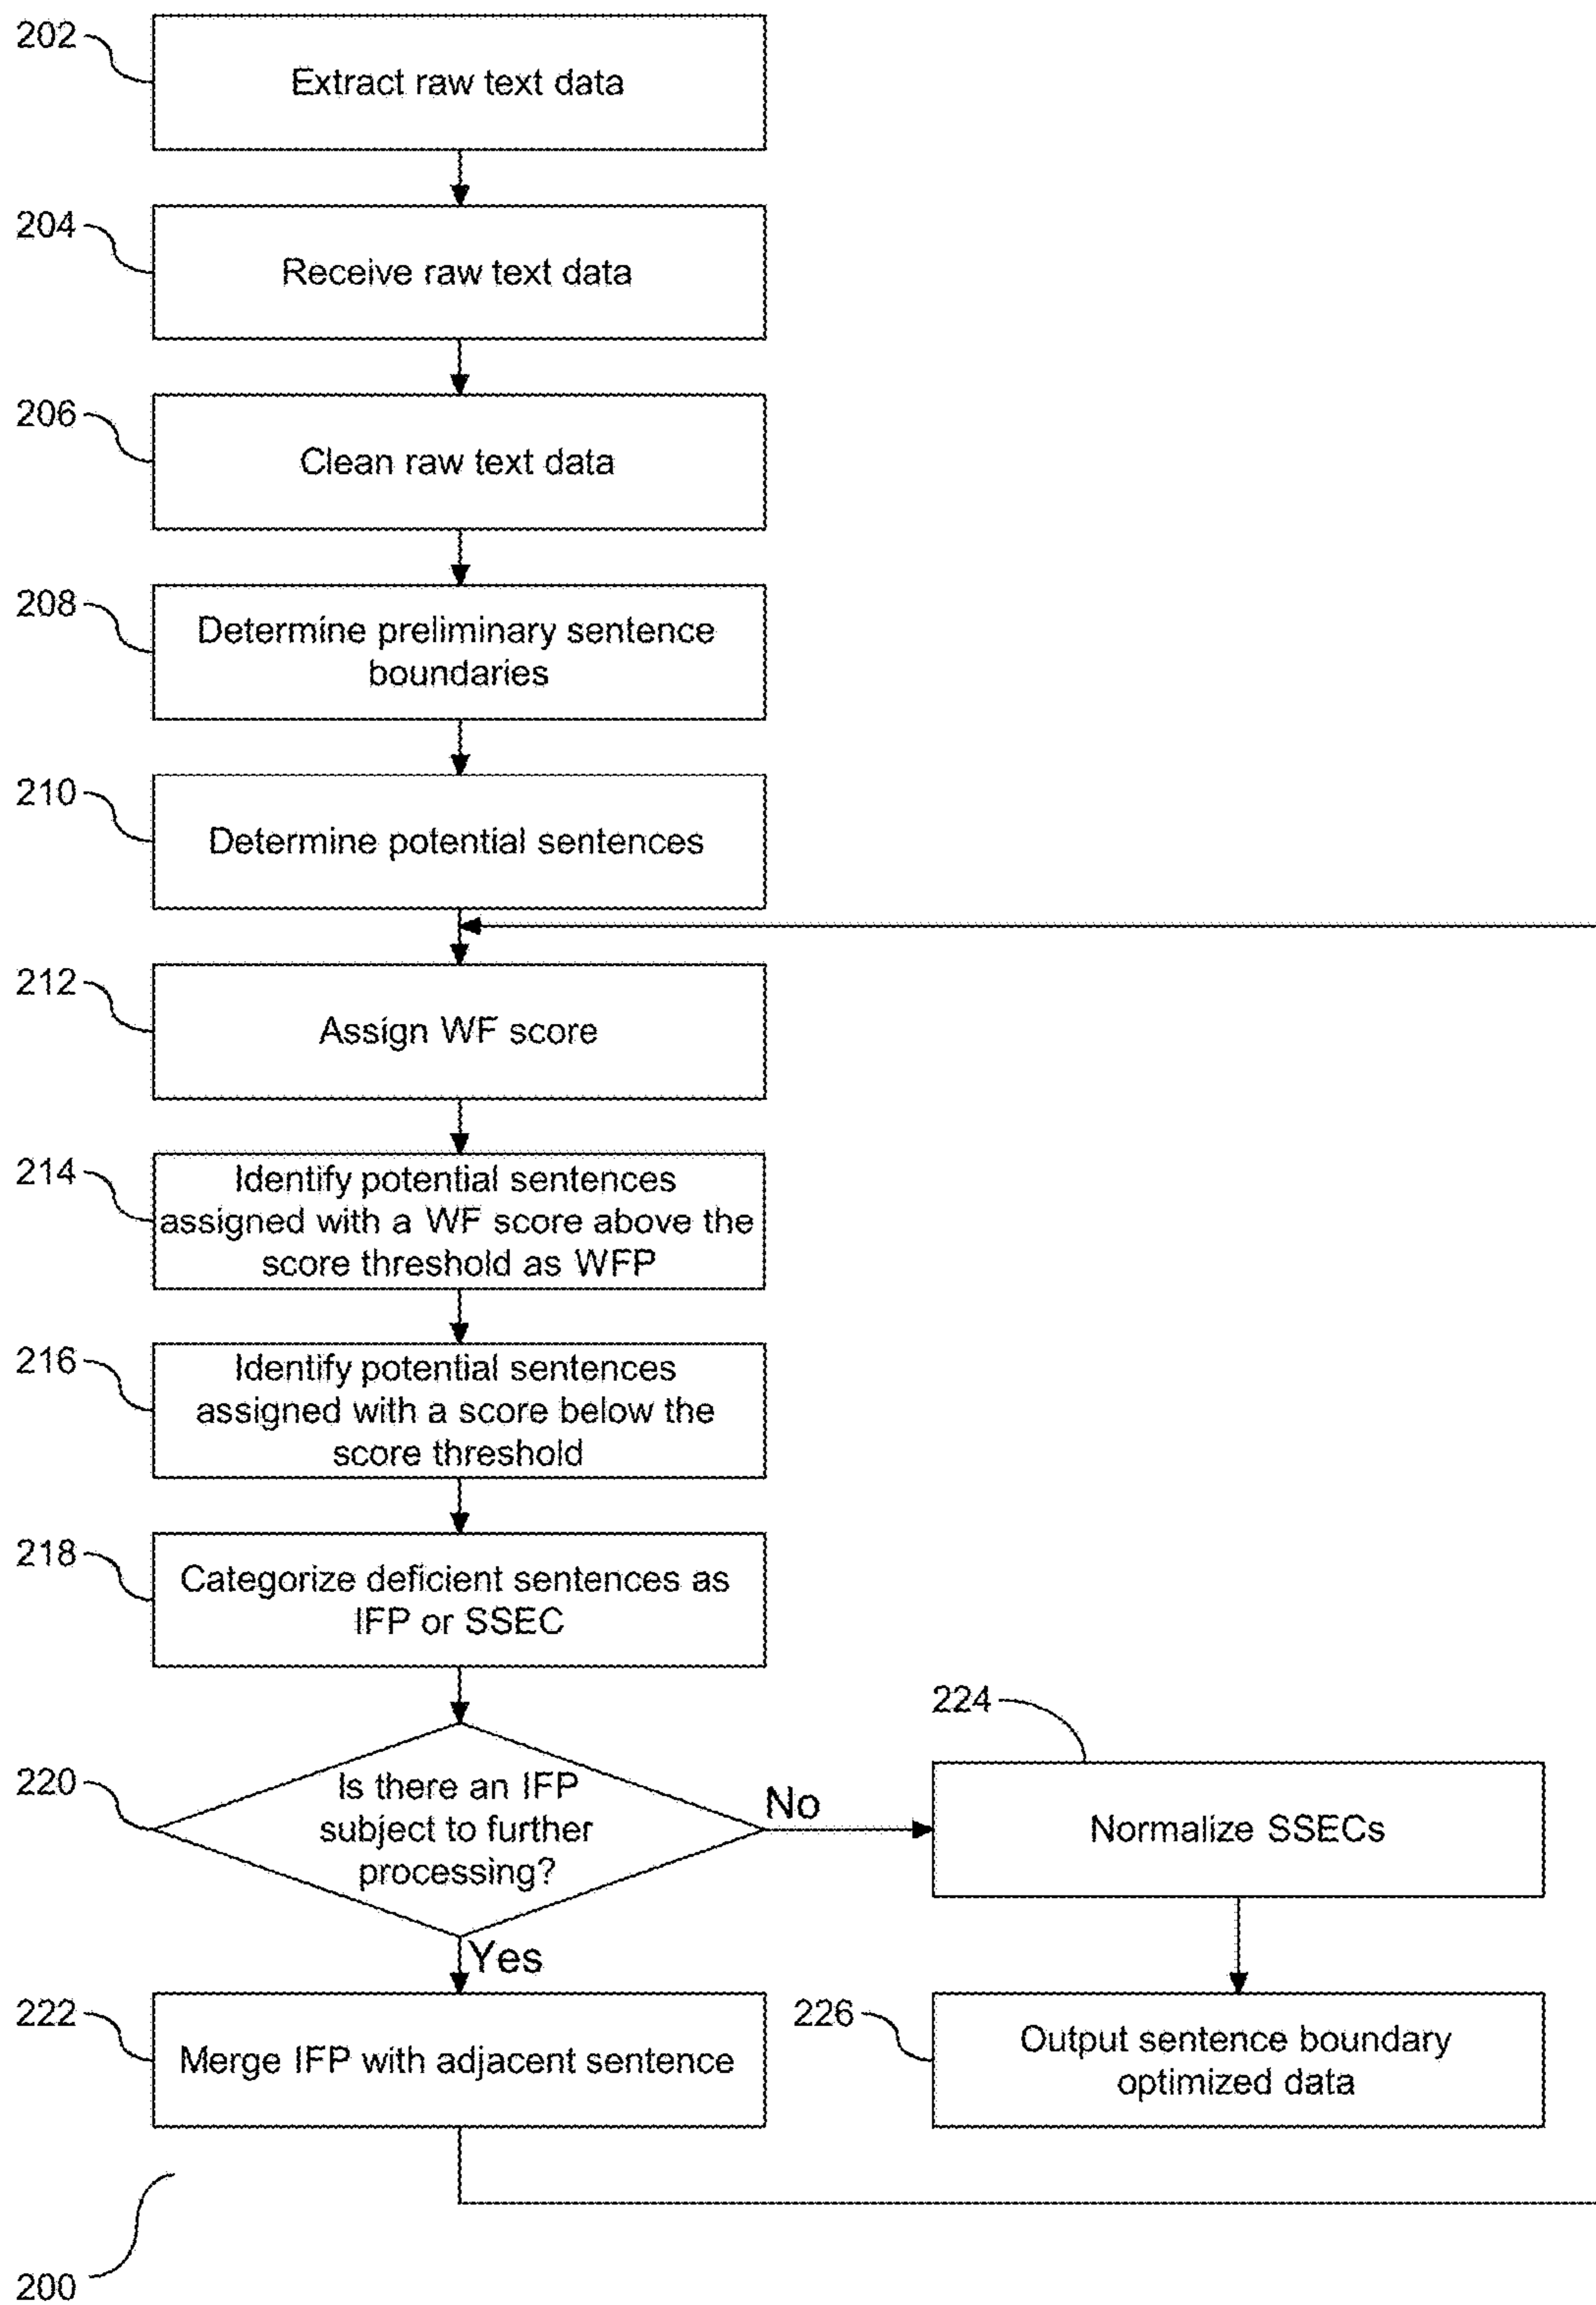 202
Extract raw text data
204
Receive raw text data
206
Clean raw text data
208
Determine preliminary sentence
boundaries
210
Determine potential sentences
212
Assign WF score
214
Identify potential sentences
assigned with a WF score above the
score threshold as WFP
216
Identify potential sentences
assigned with a score below the
score threshold
218
Categorize deficient sentences as
IFP or SSEC
220
Is there an IFP
subject to further
processing?
No
224
Normalize SSECs
Yes
222
Merge IFP with adjacent sentence
226
Output sentence boundary
optimized data
200